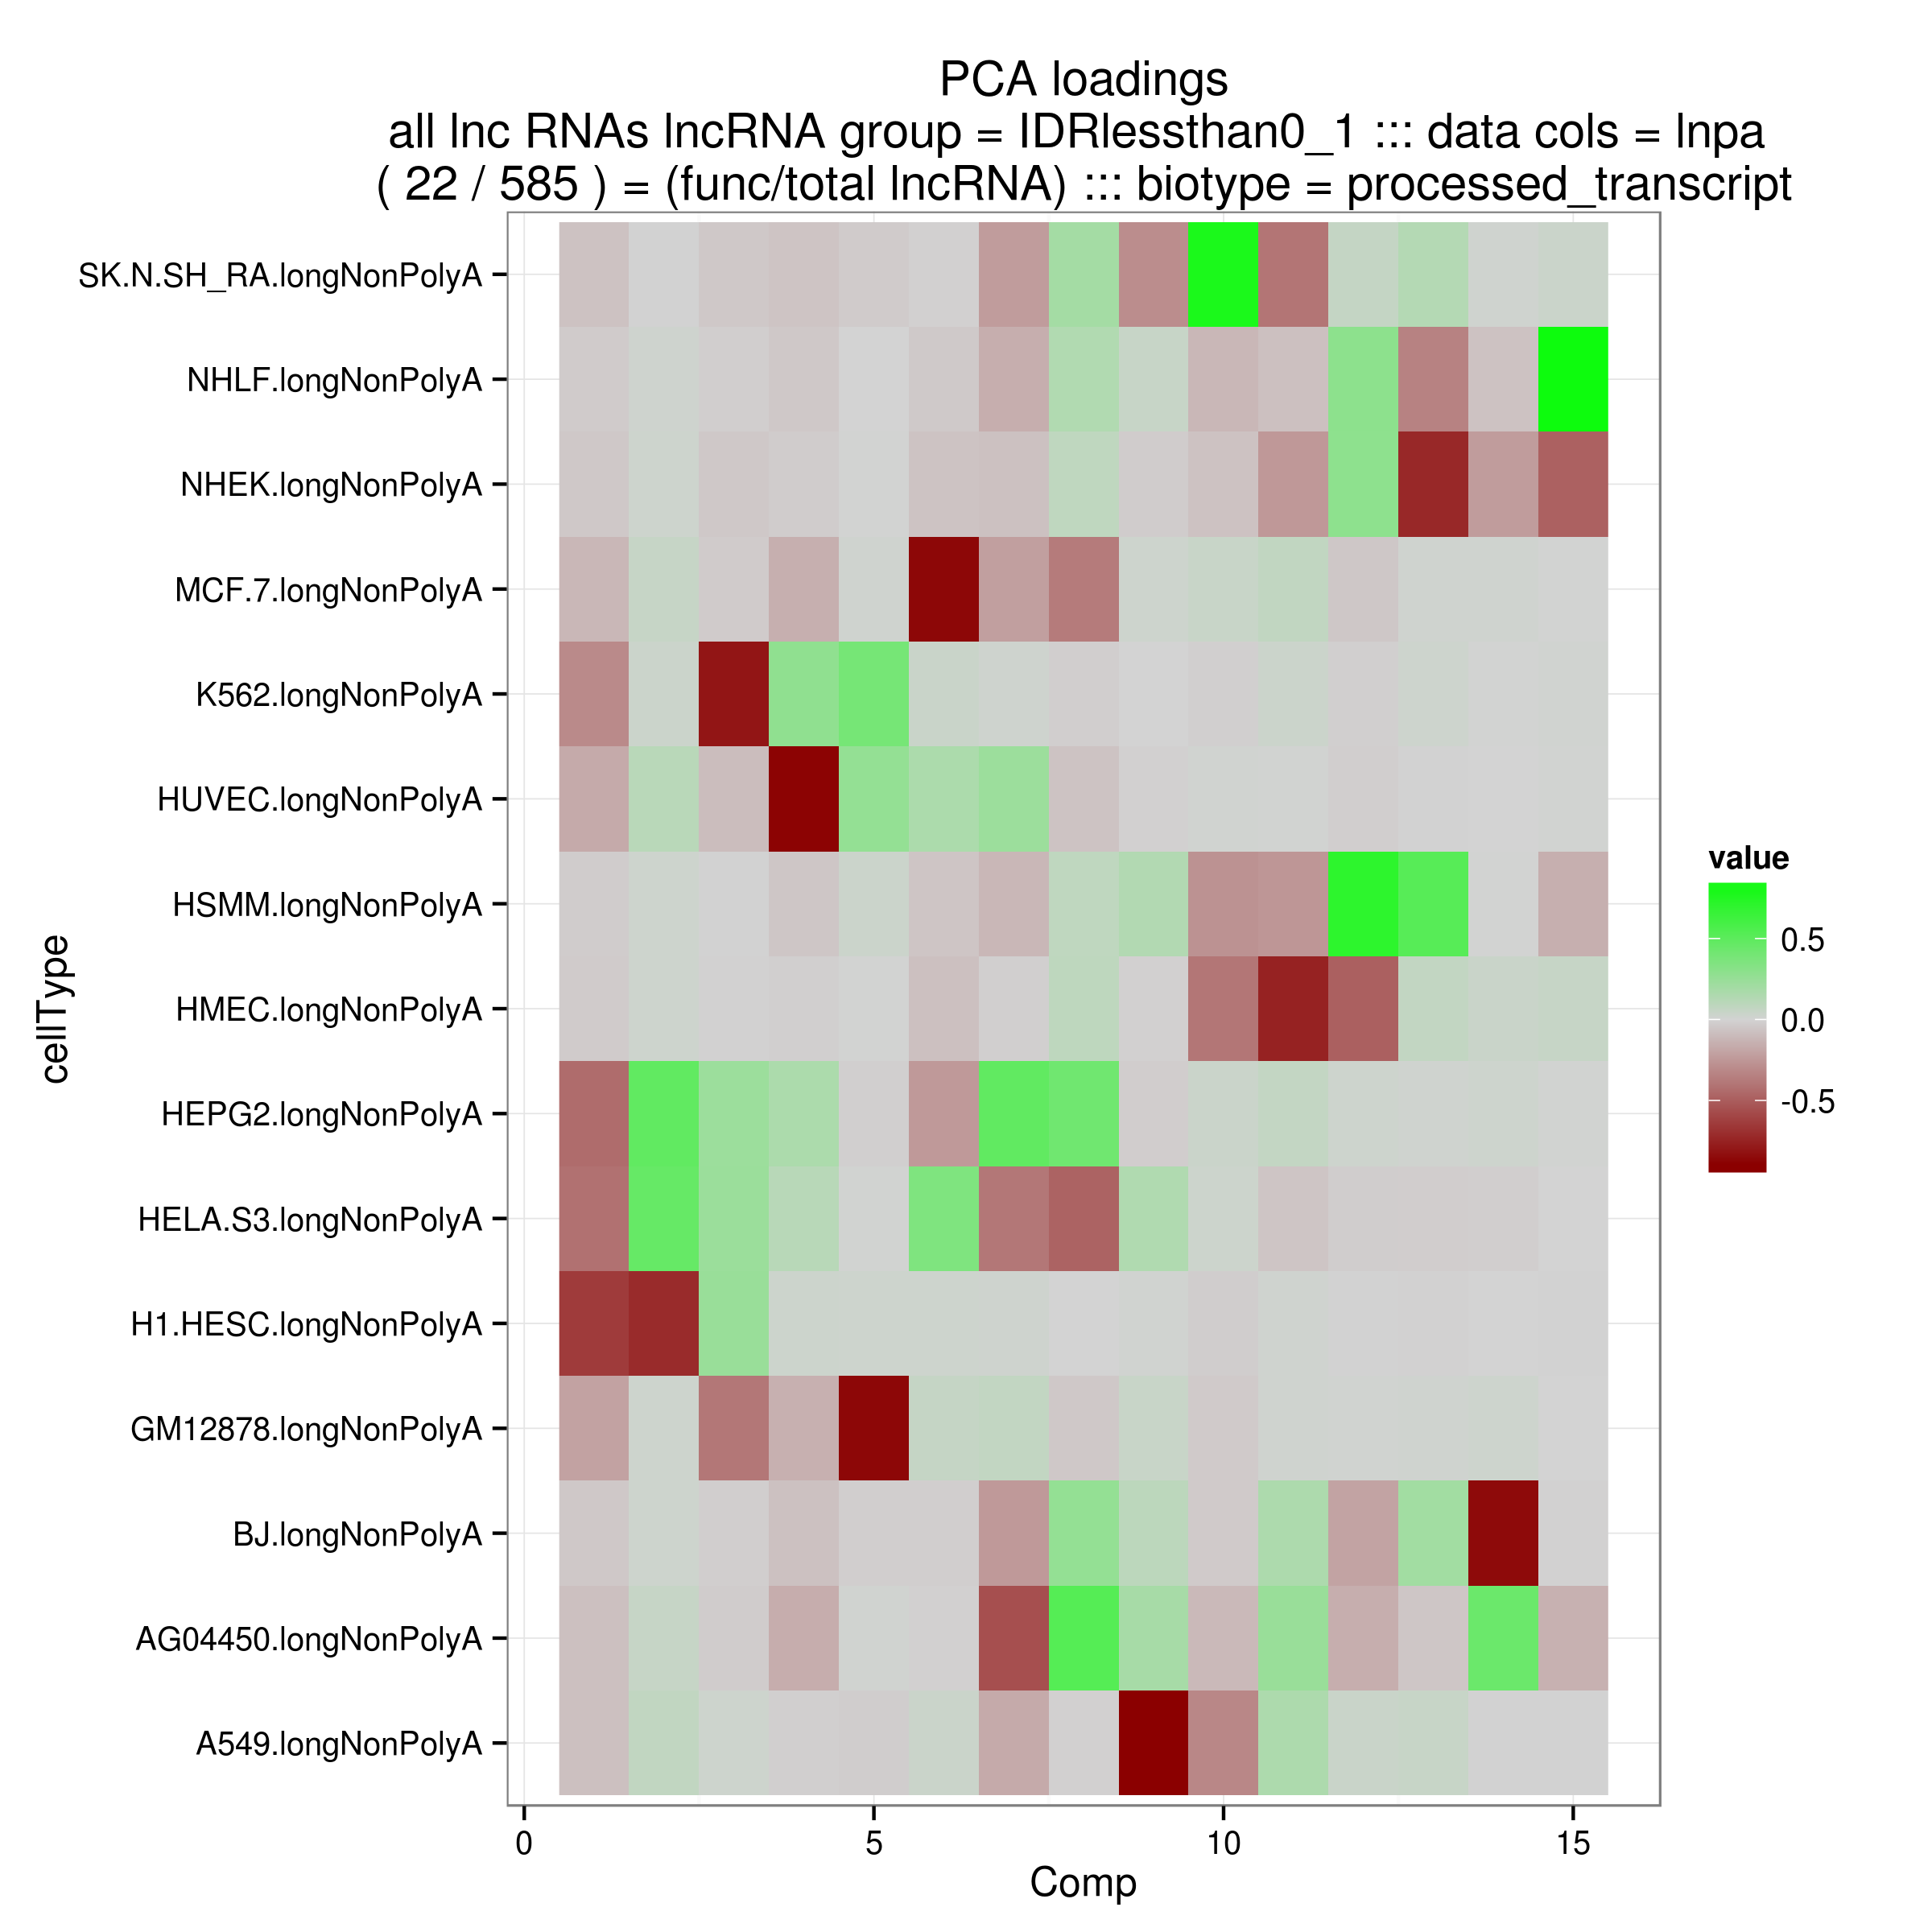 PCA loadings
all lnc RNAs lncRNA group = IDRlessthan0_1 ::: data cols = lnpa
( 22 / 585 ) = (func/total lncRNA) ::: biotype = processed_transcript
SK.N.SH_RA.longNonPolyA
NHLF.longNonPolyA
NHEK.longNonPolyA
MCF.7.longNonPolyA
K562.longNonPolyA
HUVEC.longNonPolyA
HSMM.longNonPolyA
HMEC.longNonPolyA
HEPG2.longNonPolyA
HELA.S3.longNonPolyA
H1.HESC.longNonPolyA
GM12878.longNonPolyA
BJ.longNonPolyA
AG04450.longNonPolyA
A549.longNonPolyA
cellType
0 5 10 15
Comp
value
0.5
0.0
-0.5